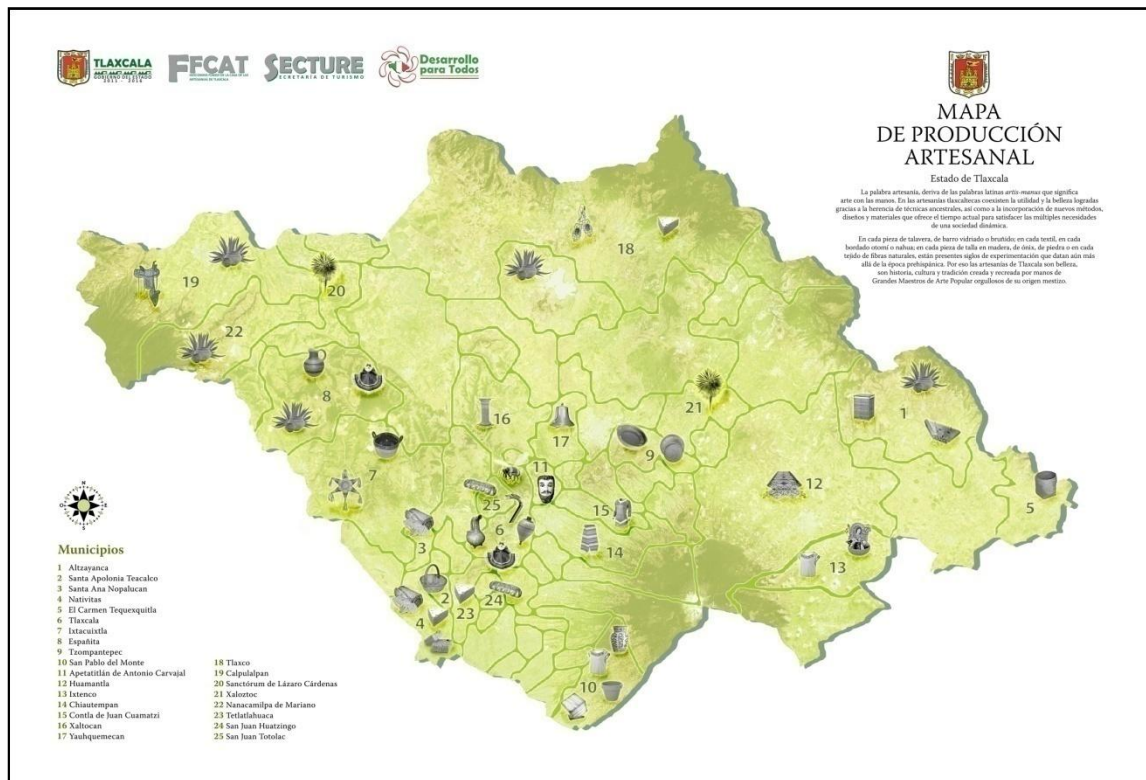 TLAXCALA
GOBIERNO DEL ESTADO
2011 - 2016
FFCAT
SECTURE
SECRETARÍA DE TURISMO
Desarrollo
para Todos
MAPA
DE PRODUCCIÓN
ARTESANAL
Estado de Tlaxcala
La palabra artesanía, deriva de las palabras latinas artis-manus que significa
arte con las manos. En las artesanías tlaxcaltecas coexisten la utilidad y la belleza logradas
gracias a la herencia de técnicas ancestrales, así como a la incorporación de nuevos métodos,
diseños y materiales que ofrece el tiempo actual para satisfacer las múltiples necesidades
de una sociedad dinámica.
En cada pieza de talavera, de barro vidriado o bruñido; en cada textil, en cada
bordado otomí o nahua; en cada pieza de talla en madera, de ónix, de piedra o en cada
tejido de fibras naturales, están presentes siglos de experimentación que datan aún más
allá de la época prehispánica. Por eso las artesanías de Tlaxcala son belleza,
son historia, cultura y tradición creada y recreada por manos de
Grandes Maestros de Arte Popular orgullosos de su origen mestizo.
18
19
20
22
8
16
17
21
9
1
7
11
12
25
5
15
6
3
14
13
2
23
24
4
10
N
O
E
S
Municipios
1 Altzayanca
2 Santa Apolonia Teacalco
3 Santa Ana Nopalucan
4 Nativitas
5 El Carmen Tequexquitla
6 Tlaxcala
7 Ixtacuixtla
8 Españita
9 Tzompantepec
10 San Pablo del Monte
11 Apetatitlán de Antonio Carvajal
12 Huamantla
13 Ixtenco
14 Chiautempan
15 Contla de Juan Cuamatzi
16 Xaltocan
17 Yauhquemecan
18 Tlaxco
19 Calpulalpan
20 Sanctórum de Lázaro Cárdenas
21 Xaloztoc
22 Nanacamilpa de Mariano
23 Tetlatlahuaca
24 San Juan Huatzingo
25 San Juan Totolac